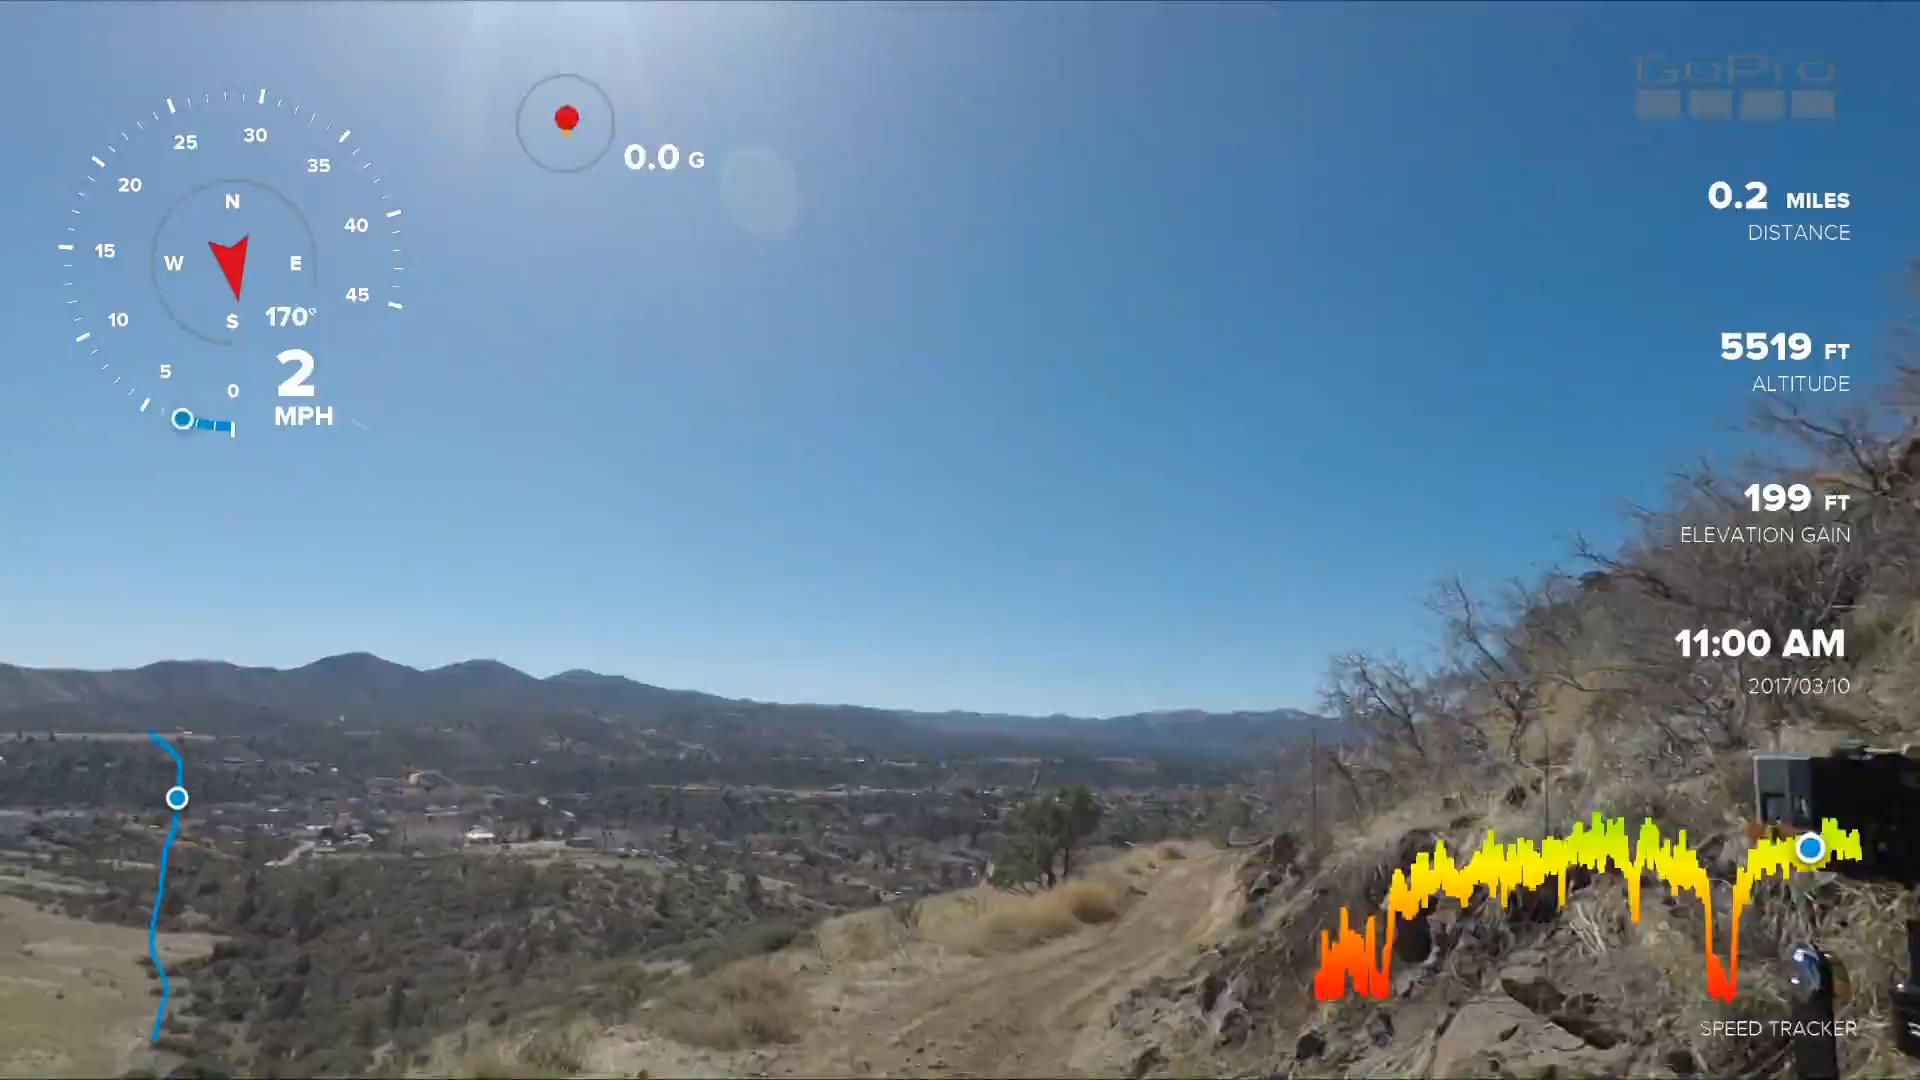 GoPro
25
30
35
20
40
15
45
10
5
0
N
W
E
S
170°
2
MPH
0.0 G
0.2 MILES
DISTANCE
5519 FT
ALTITUDE
199 FT
ELEVATION GAIN
11:00 AM
2017/03/10
SPEED TRACKER